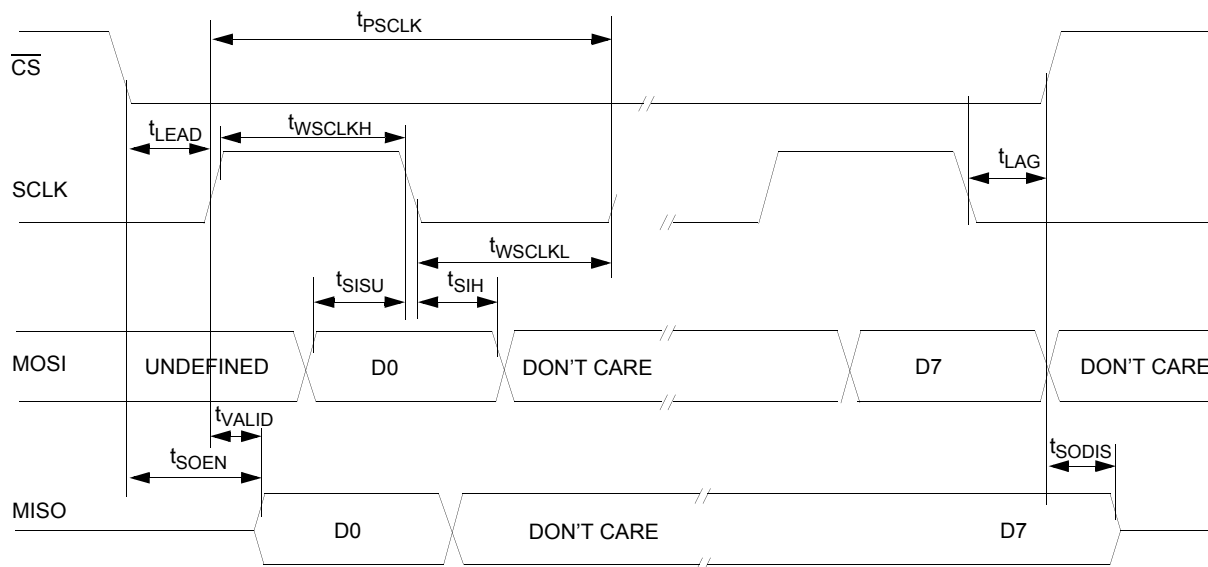 tPSCLK
CS
tLEAD
tWSCLKH
tLAG
SCLK
tWSCLKL
tSISU
tSIH
MOSI
UNDEFINED
D0
DON'T CARE
D7
DON'T CARE
tVALID
tSOEN
tSODIS
MISO
D0
DON'T CARE
D7